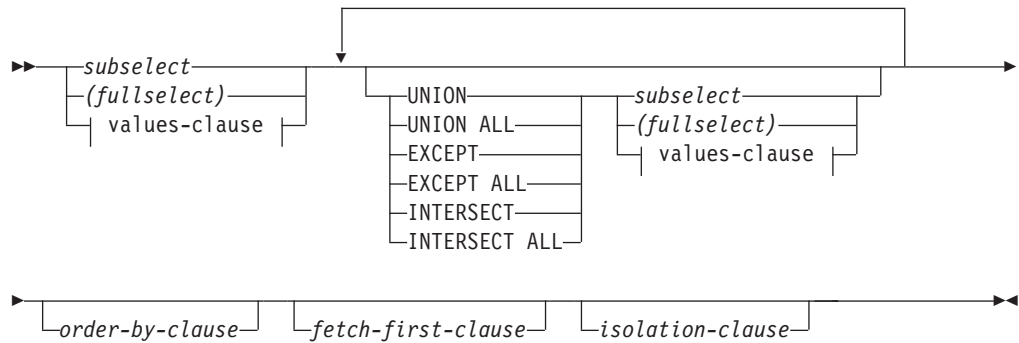 subselect
(fullselect)
values-clause
UNION
UNION ALL
EXCEPT
EXCEPT ALL
INTERSECT
INTERSECT ALL
subselect
(fullselect)
values-clause
order-by-clause
fetch-first-clause
isolation-clause